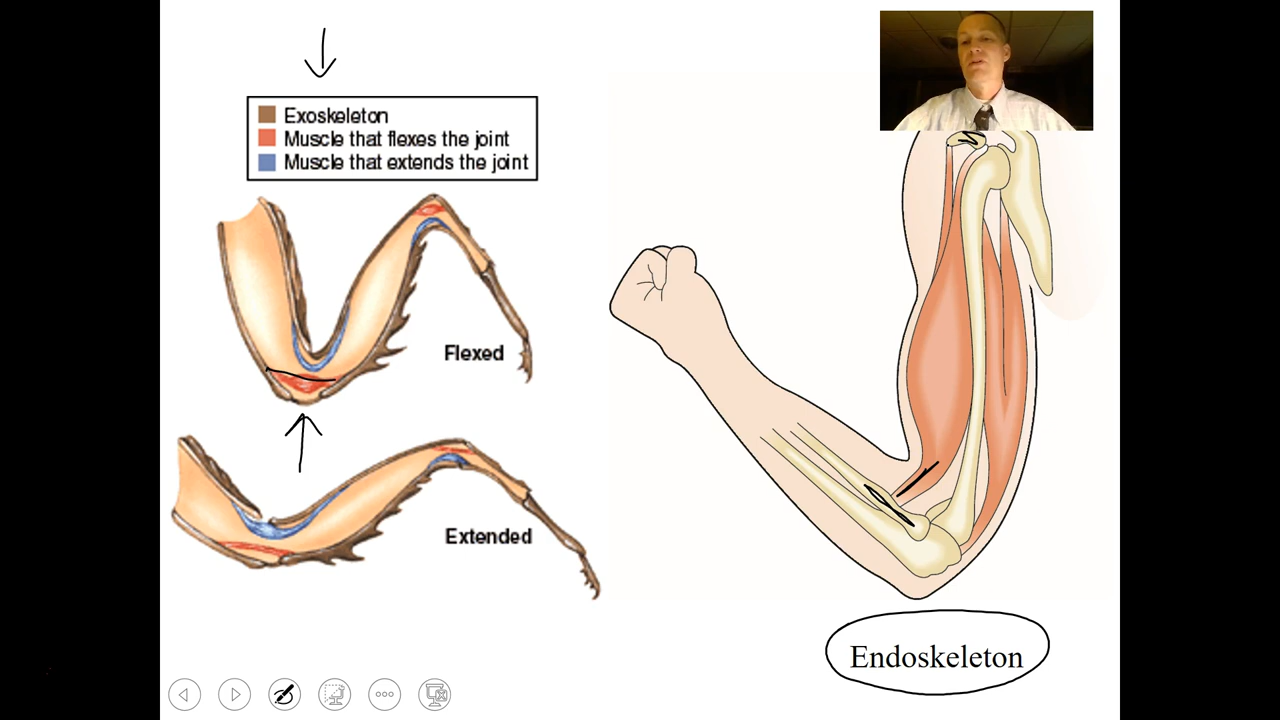 Exoskeleton
Muscle that flexes the joint
Muscle that extends the joint
Flexed
Extended
Endoskeleton